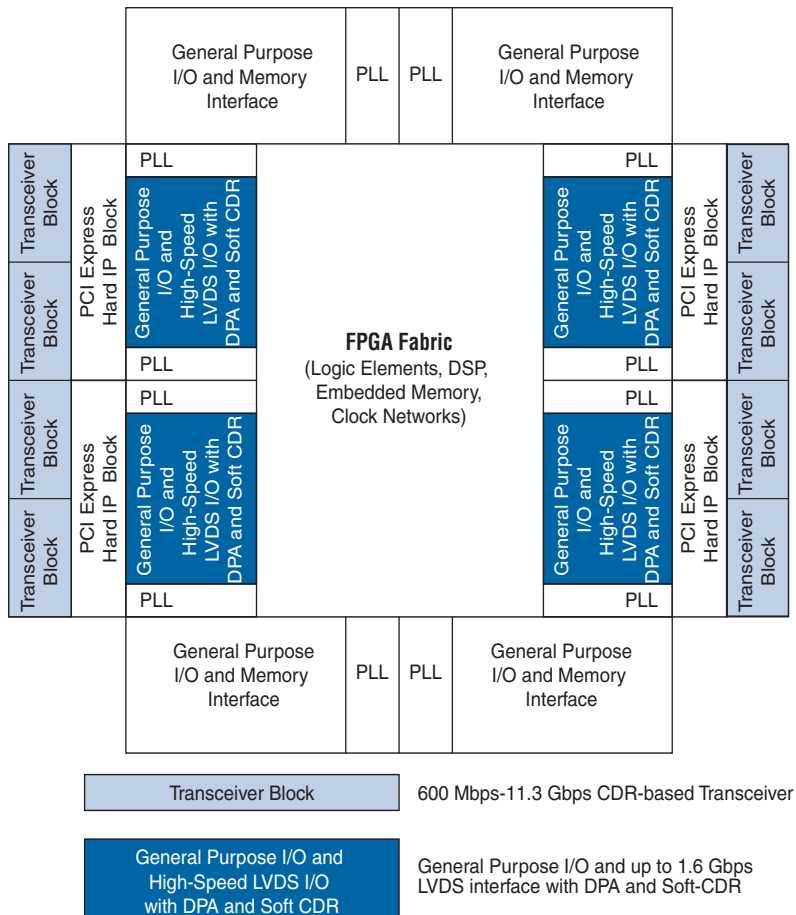 General Purpose
I/O and Memory
Interface
PLL
PLL
General Purpose
I/O and Memory
Interface
Transceiver
Block
Transceiver
Block
PCI Express
Hard IP Block
PLL
General Purpose
I/O and
High-Speed
LVDS I/O with
DPA and Soft CDR
PLL
Transceiver
Block
Transceiver
Block
PCI Express
Hard IP Block
PLL
General Purpose
I/O and
High-Speed
LVDS I/O with
DPA and Soft CDR
PLL
FPGA Fabric
(Logic Elements, DSP,
Embedded Memory,
Clock Networks)
PLL
General Purpose
I/O and
High-Speed
LVDS I/O with
DPA and Soft CDR
PLL
PCI Express
Hard IP Block
Transceiver
Block
Transceiver
Block
PLL
General Purpose
I/O and
High-Speed
LVDS I/O with
DPA and Soft CDR
PLL
PCI Express
Hard IP Block
Transceiver
Block
Transceiver
Block
General Purpose
I/O and Memory
Interface
PLL
PLL
General Purpose
I/O and Memory
Interface
Transceiver Block
600 Mbps-11.3 Gbps CDR-based Transceiver
General Purpose I/O and
High-Speed LVDS I/O
with DPA and Soft CDR
General Purpose I/O and up to 1.6 Gbps
LVDS interface with DPA and Soft-CDR